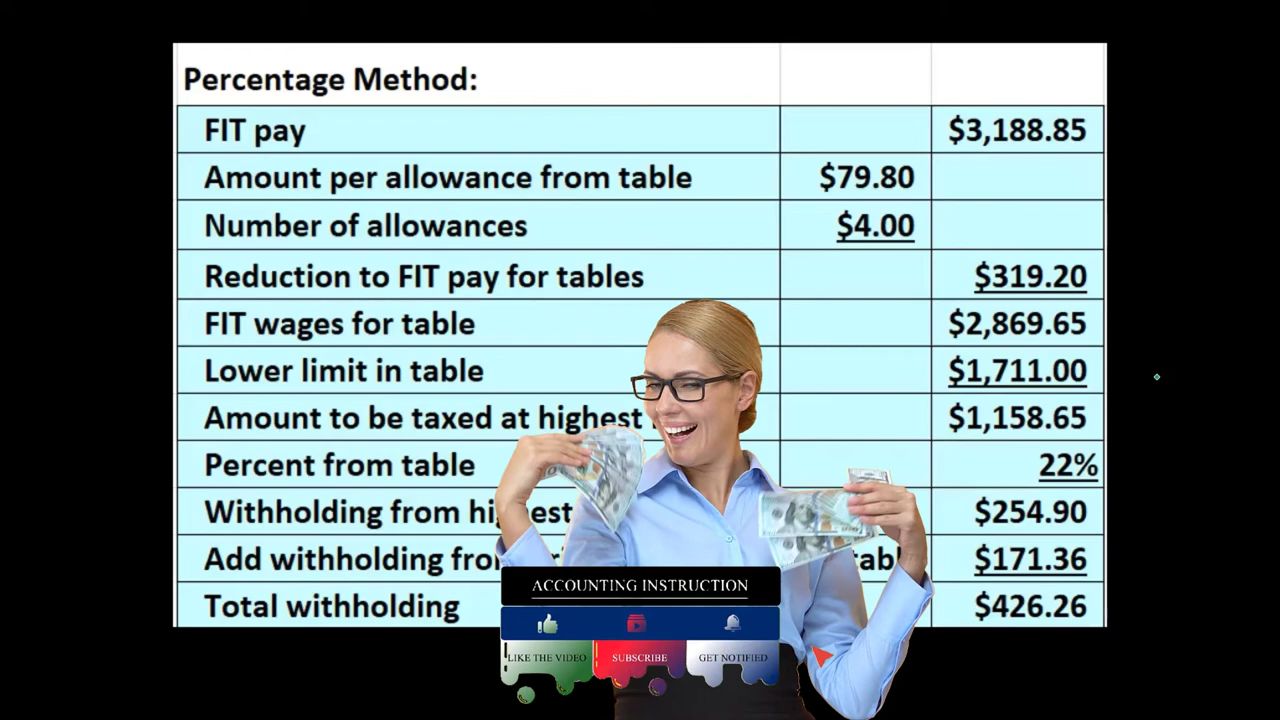 Percentage Method:
FIT pay $3,188.85
Amount per allowance from table $79.80
Number of allowances $4.00
Reduction to FIT pay for tables $319.20
FIT wages for table $2,869.65
Lower limit in table $1,711.00
Amount to be taxed at highest $1,158.65
Percent from table 22%
Withholding from highest $254.90
Add withholding $171.36
Total withholding $426.26
ACCOUNTING INSTRUCTION
LIKE THE VIDEO SUBSCRIBE GET NOTIFIED